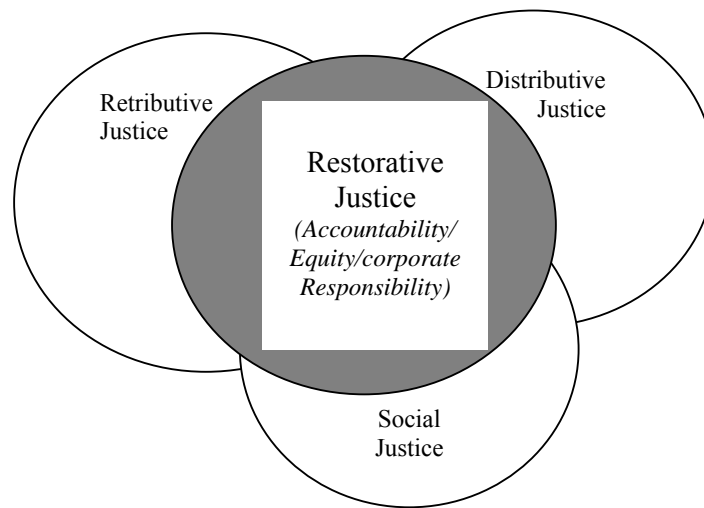 Retributive
Justice
Distributive
Justice
Restorative
Justice
(Accountability/
Equity/corporate
Responsibility)
Social
Justice